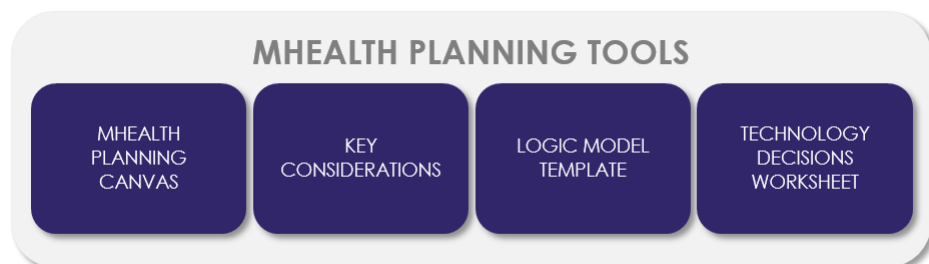 MHEALTH PLANNING TOOLS
MHEALTH
PLANNING
CANVAS
KEY
CONSIDERATIONS
LOGIC MODEL
TEMPLATE
TECHNOLOGY
DECISIONS
WORKSHEET